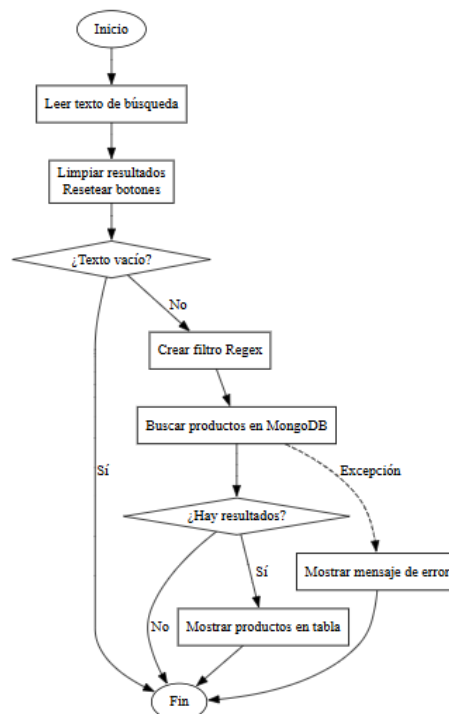 Inicio
Leer texto de búsqueda
Limpiar resultados
Resetear botones
¿Texto vacío?
No
Crear filtro Regex
Buscar productos en MongoDB
Sí
Excepción
¿Hay resultados?
Sí
Mostrar mensaje de error
No
Mostrar productos en tabla
Fin